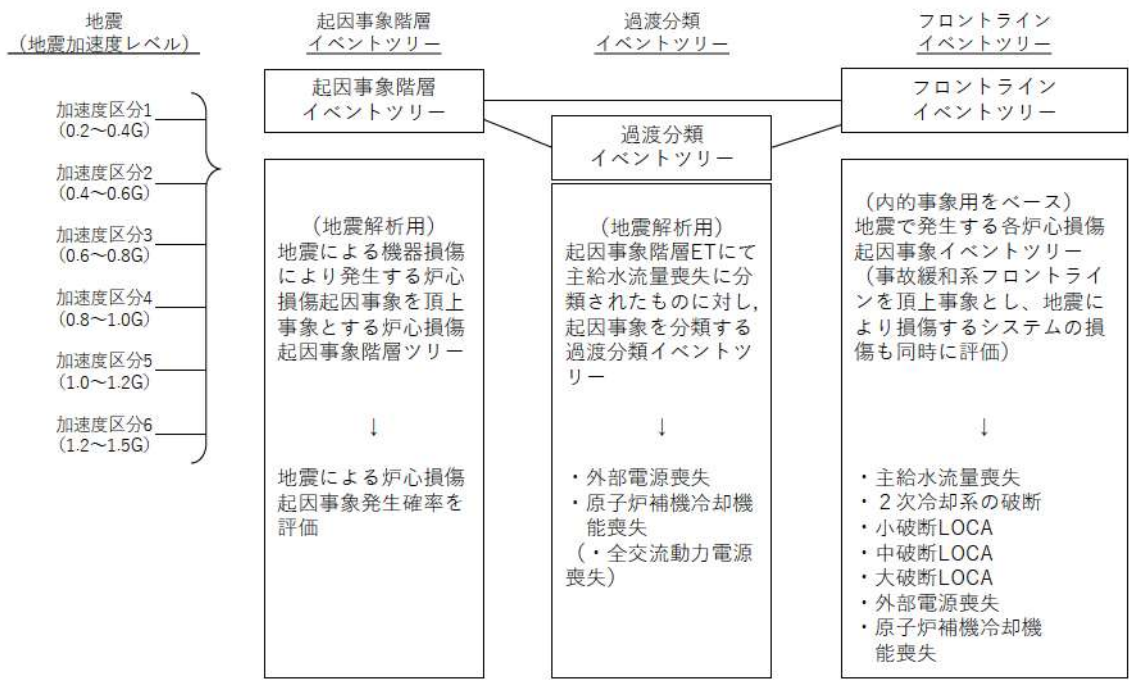 地震
(地震加速度レベル)
起因事象階層
イベントツリー
過渡分類
イベントツリー
フロントライン
イベントツリー
加速度区分1
(0.2～0.4G)
加速度区分2
(0.4～0.6G)
加速度区分3
(0.6～0.8G)
加速度区分4
(0.8～1.0G)
加速度区分5
(1.0～1.2G)
加速度区分6
(1.2～1.5G)
起因事象階層
イベントツリー
（地震解析用）
地震による機器損傷
により発生する炉心
損傷起因事象を頂上
事象とする炉心損傷
起因事象階層ツリー
↓
地震による炉心損傷
起因事象発生確率を
評価
過渡分類
イベントツリー
（地震解析用）
起因事象階層ETにて
主給水流量喪失に分
類されたものに対し,
起因事象を分類する
過渡分類イベントツ
リー
↓
・外部電源喪失
・原子炉補機冷却機
能喪失
（・全交流動力電源
喪失）
フロントライン
イベントツリー
（内的事象用をベース）
地震で発生する各炉心損傷
起因事象イベントツリー
（事故緩和系フロントライ
ンを頂上事象とし、地震に
より損傷するシステムの損
傷も同時に評価）
↓
・主給水流量喪失
・２次冷却系の破断
・小破断LOCA
・中破断LOCA
・大破断LOCA
・外部電源喪失
・原子炉補機冷却機
能喪失